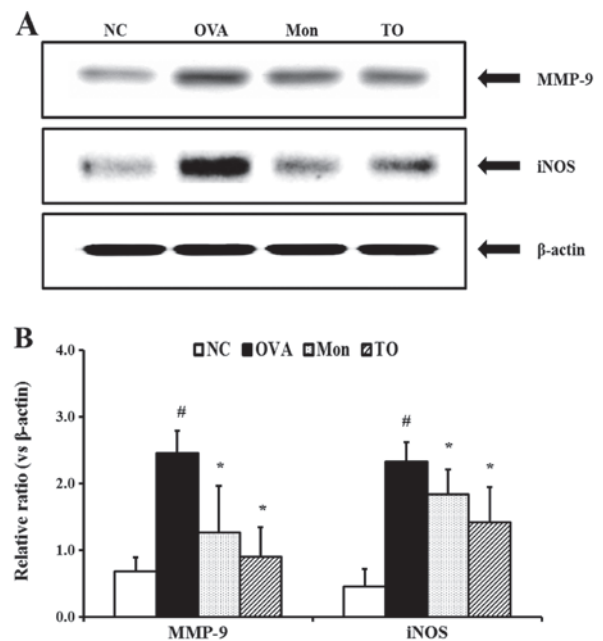 A
NC OVA Mon TO
MMP-9
iNOS
β-actin
B
NC OVA Mon TO
Relative ratio (vs β-actin)
4.0
3.0
2.0
1.0
0.0
# * *
# * *
MMP-9 iNOS